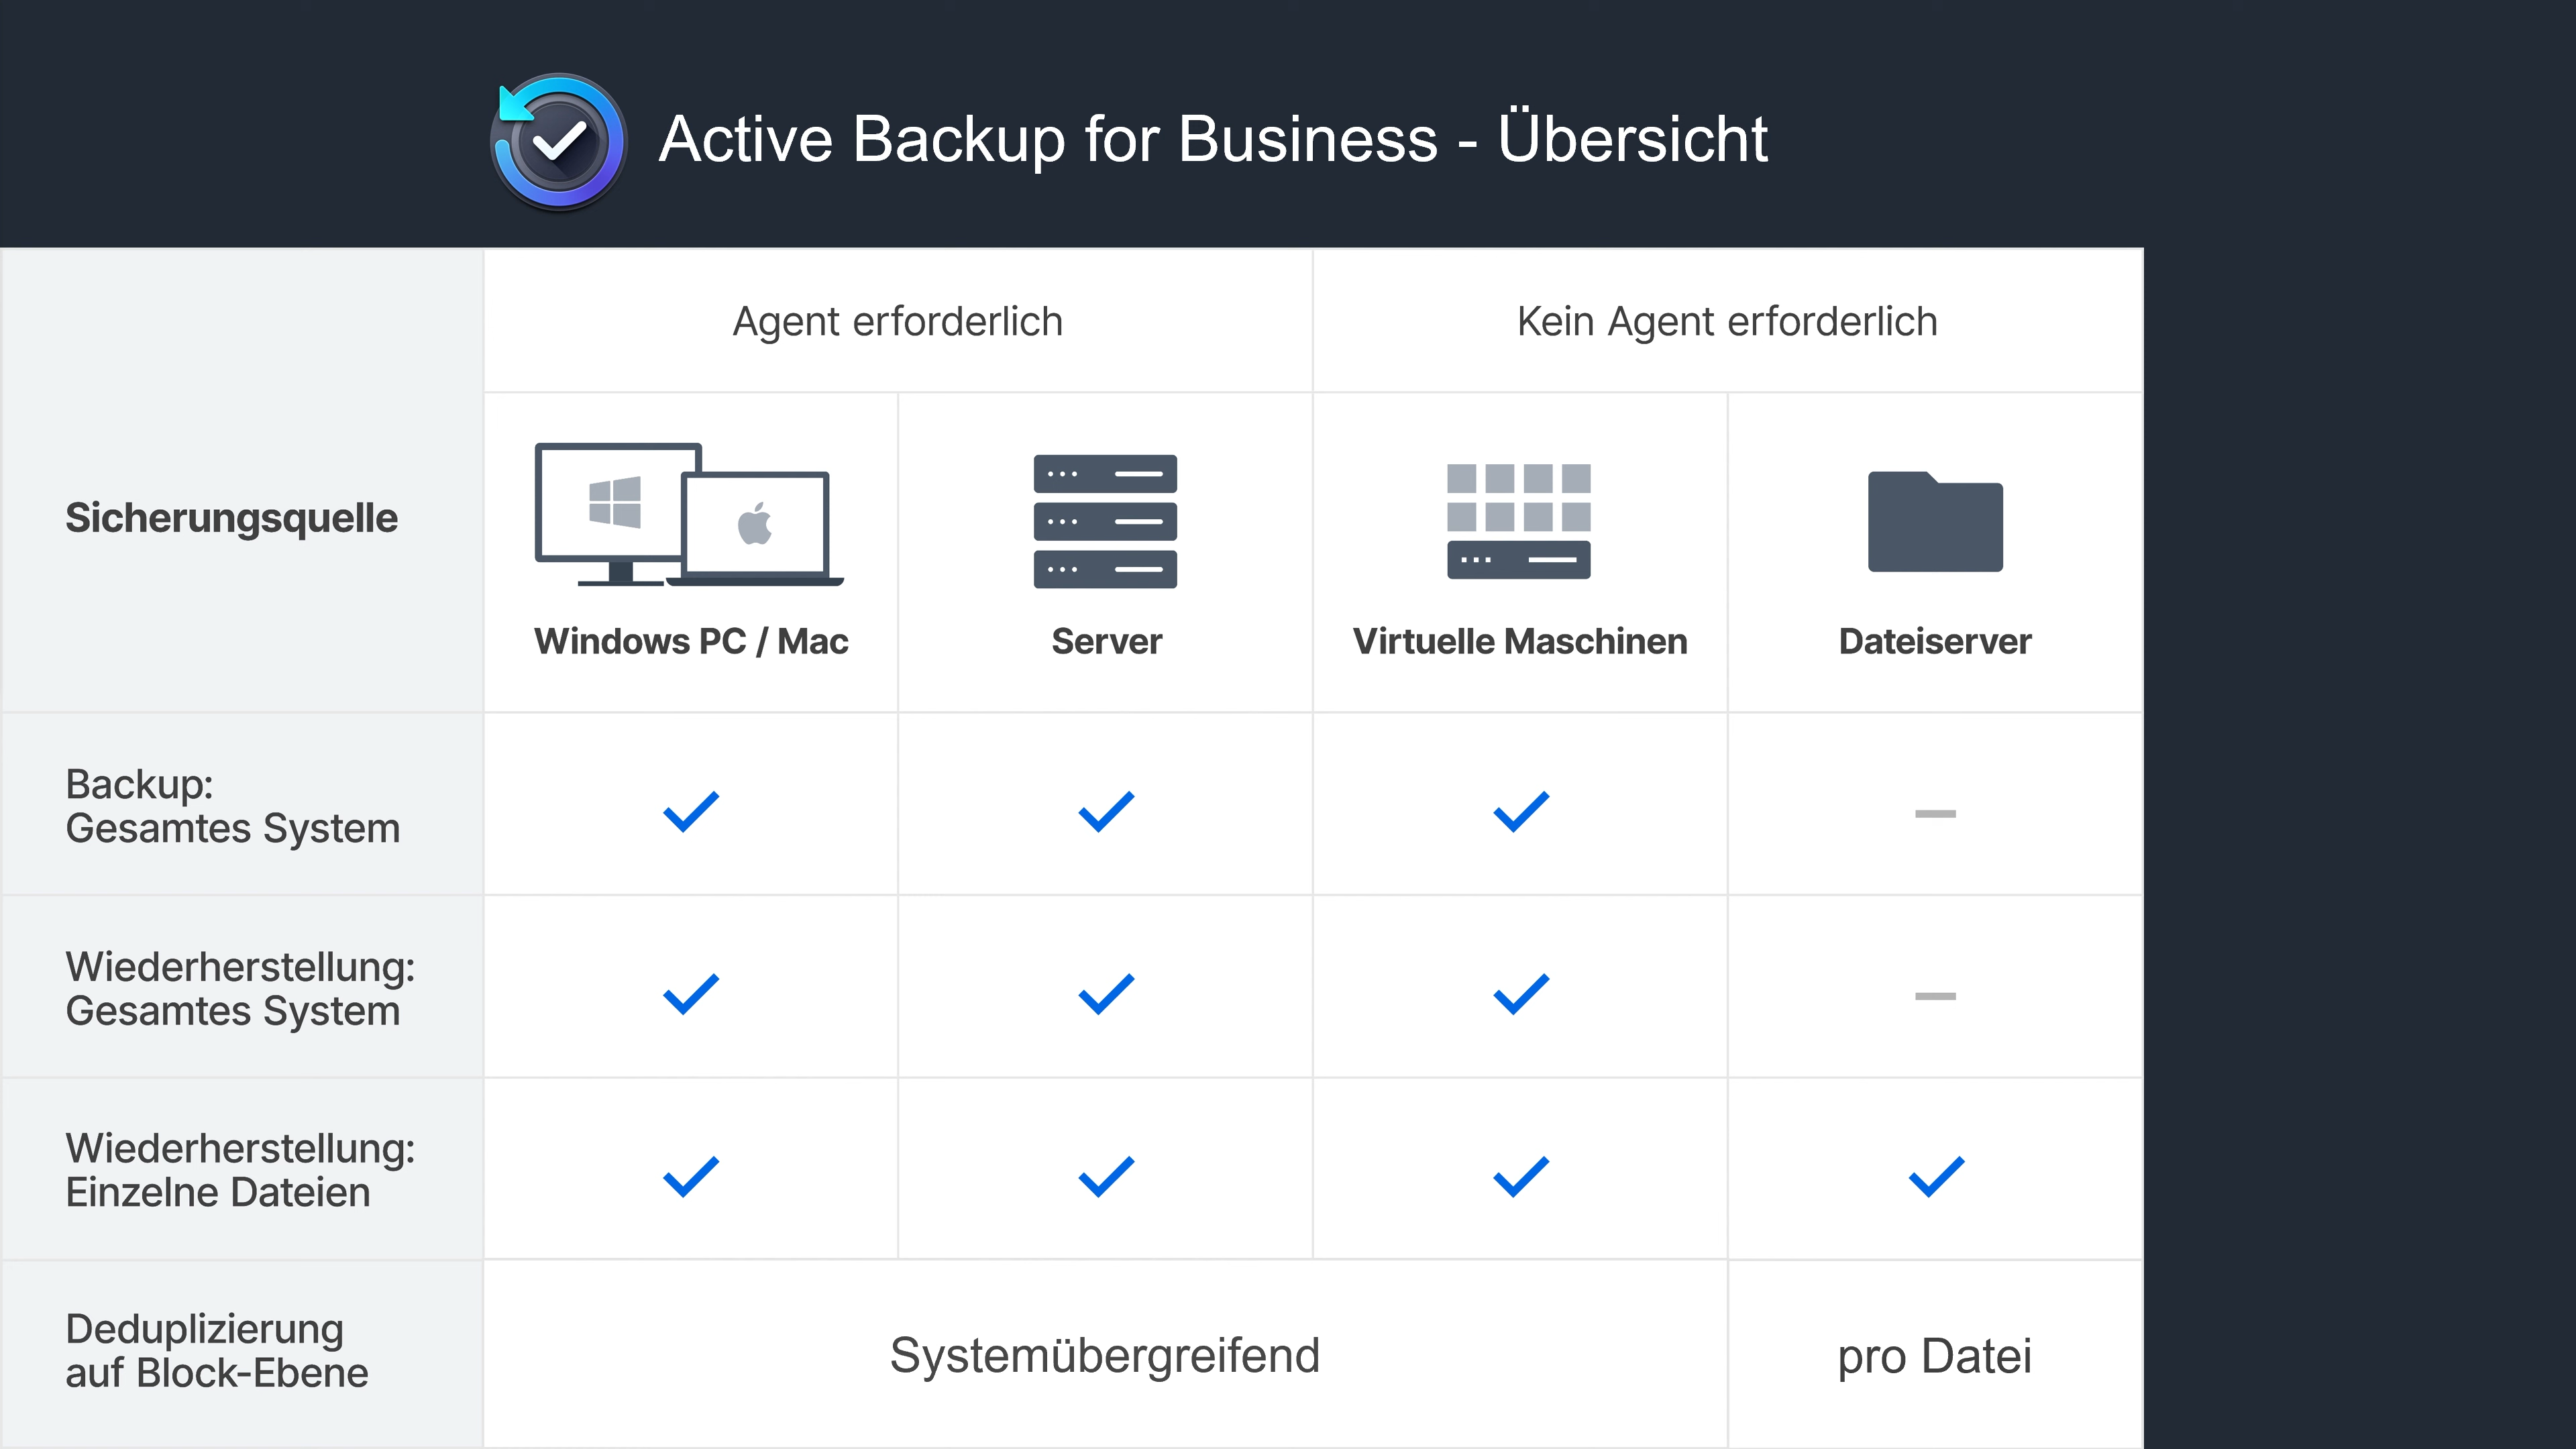 Active Backup for Business - Übersicht
Agent erforderlich
Kein Agent erforderlich
Sicherungsquelle
Windows PC / Mac
Server
Virtuelle Maschinen
Dateiserver
Backup:
Gesamtes System
Wiederherstellung:
Gesamtes System
Wiederherstellung:
Einzelne Dateien
Deduplizierung
auf Block-Ebene
Systemübergreifend
pro Datei